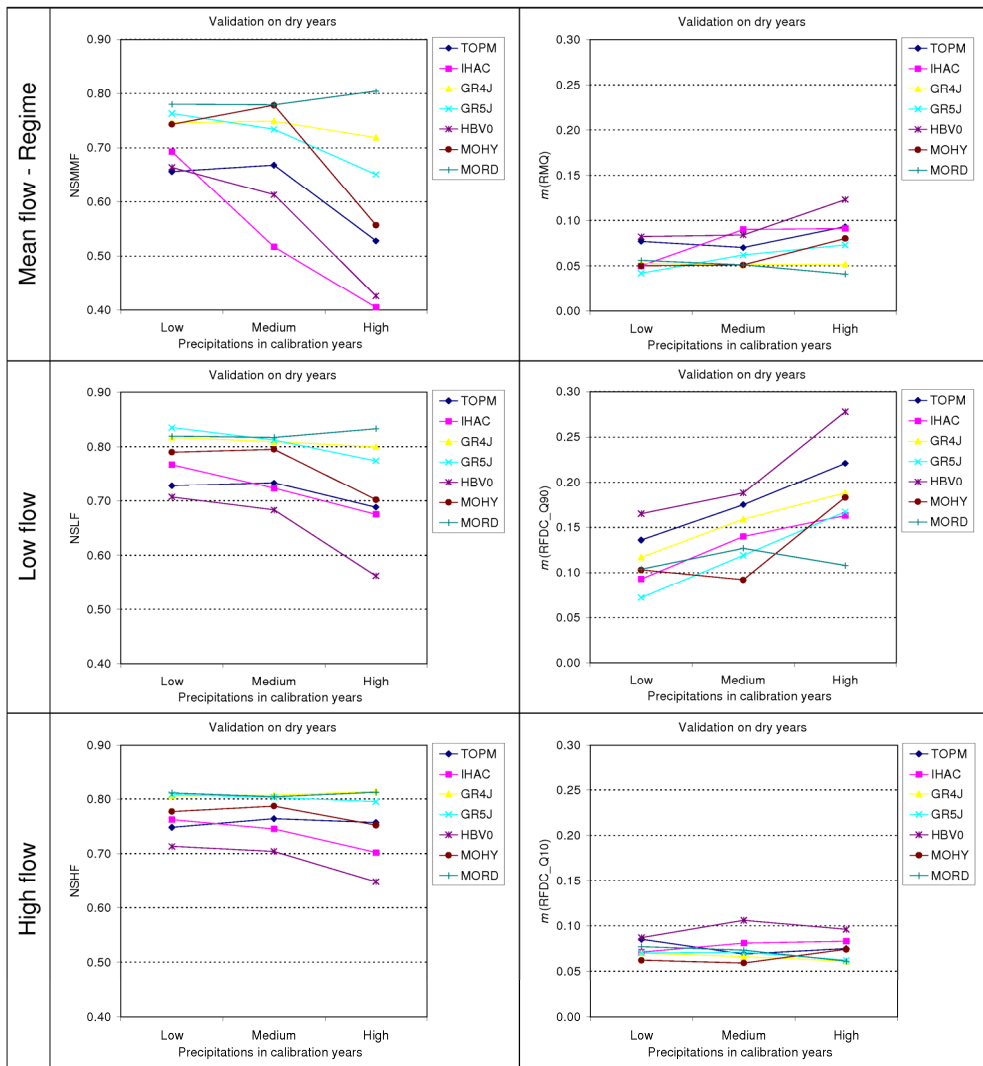 Mean flow - Regime
Validation on dry years
0.90
0.80
0.70
0.60
0.50
0.40
NSMMF
Low Medium High
Precipitations in calibration years
TOPM
IHAC
GR4J
GR5J
HBV0
MOHY
MORD
Validation on dry years
0.30
0.25
0.20
0.15
0.10
0.05
0.00
m(RMQ)
Low Medium High
Precipitations in calibration years
TOPM
IHAC
GR4J
GR5J
HBV0
MOHY
MORD
Low flow
Validation on dry years
0.90
0.80
0.70
0.60
0.50
0.40
NSLF
Low Medium High
Precipitations in calibration years
TOPM
IHAC
GR4J
GR5J
HBV0
MOHY
MORD
Validation on dry years
0.30
0.25
0.20
0.15
0.10
0.05
0.00
m(RFDC_Q90)
Low Medium High
Precipitations in calibration years
TOPM
IHAC
GR4J
GR5J
HBV0
MOHY
MORD
High flow
Validation on dry years
0.90
0.80
0.70
0.60
0.50
0.40
NSHF
Low Medium High
Precipitations in calibration years
TOPM
IHAC
GR4J
GR5J
HBV0
MOHY
MORD
Validation on dry years
0.30
0.25
0.20
0.15
0.10
0.05
0.00
m(RFDC_Q10)
Low Medium High
Precipitations in calibration years
TOPM
IHAC
GR4J
GR5J
HBV0
MOHY
MORD